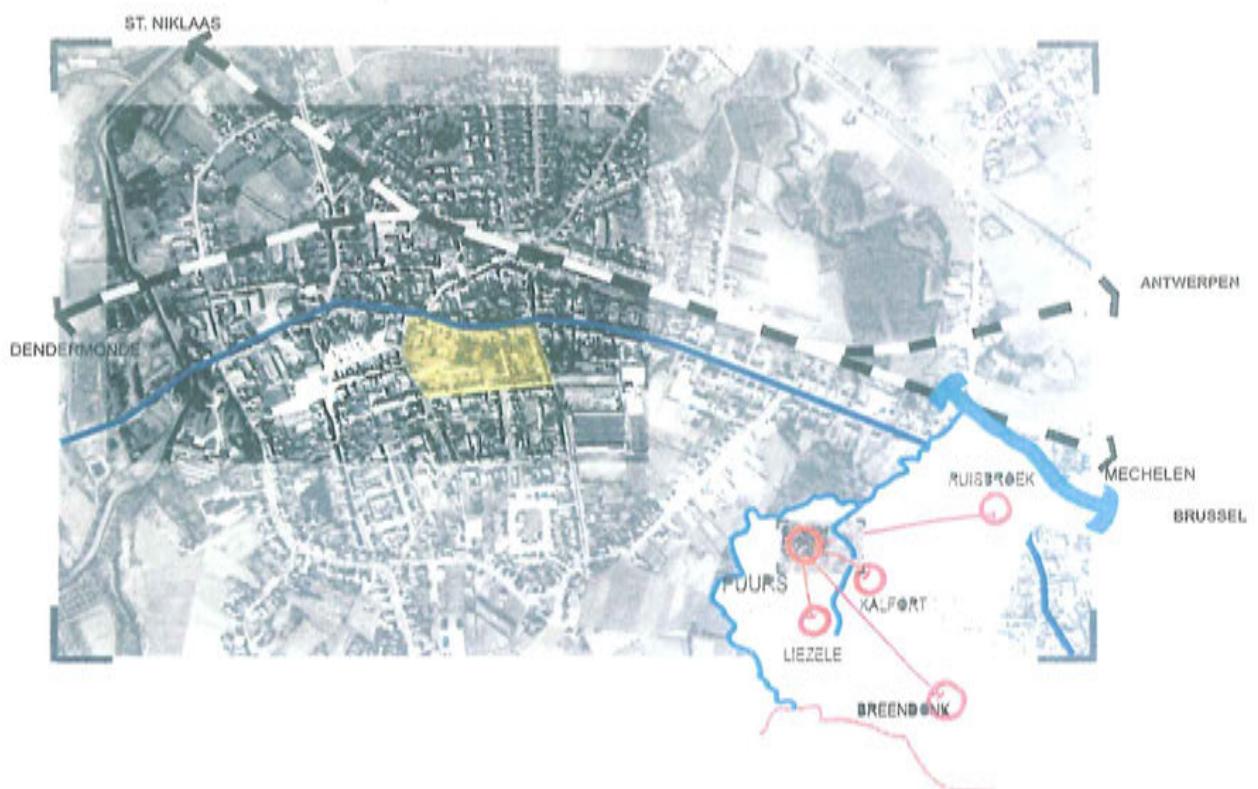 ST. NIKLAAS
ANTWERPEN
DENDERMONDE
MECHELEN
RUISBROEK
BRUSSEL
PUURS
KALFORT
LIEZELE
BREENDONK